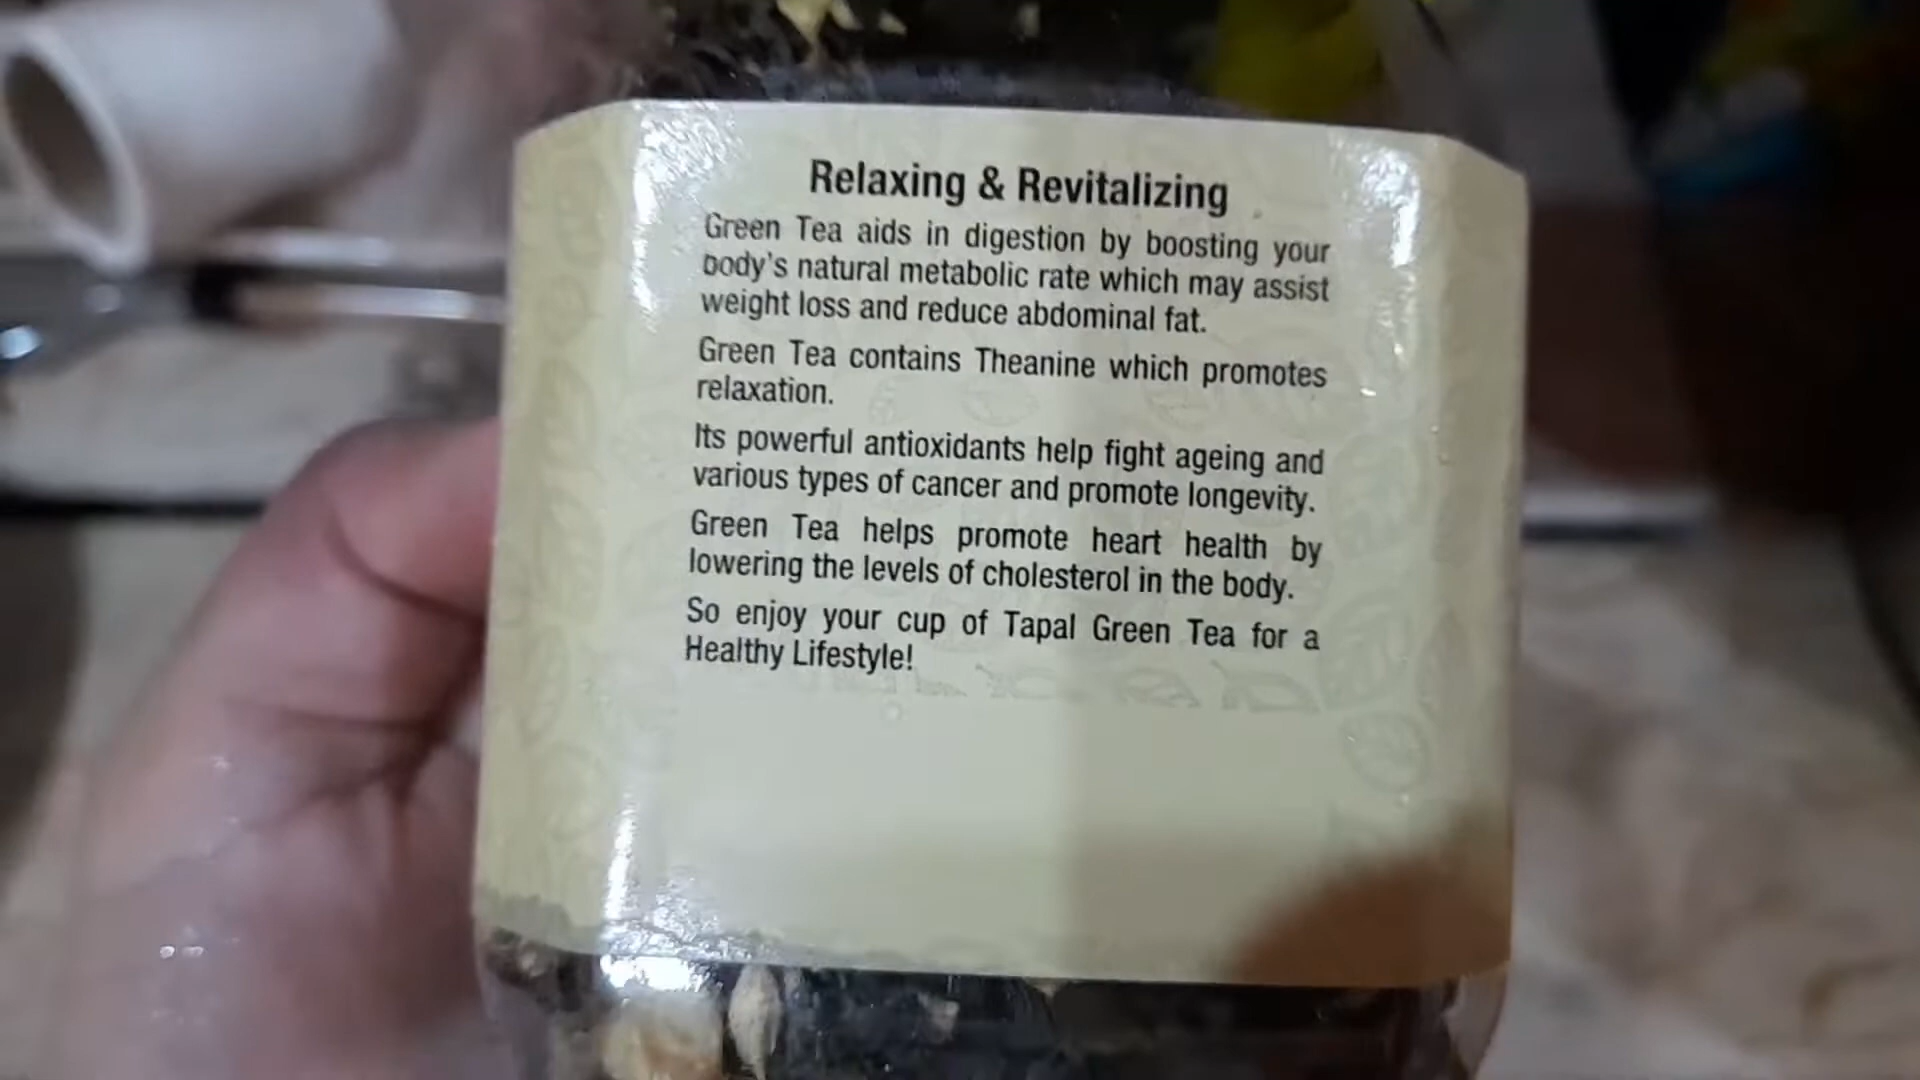 Relaxing & Revitalizing
Green Tea aids in digestion by boosting your
body's natural metabolic rate which may assist
weight loss and reduce abdominal fat.
Green Tea contains Theanine which promotes
relaxation.
Its powerful antioxidants help fight ageing and
various types of cancer and promote longevity.
Green Tea helps promote heart health by
lowering the levels of cholesterol in the body.
So enjoy your cup of Tapal Green Tea for a
Healthy Lifestyle!